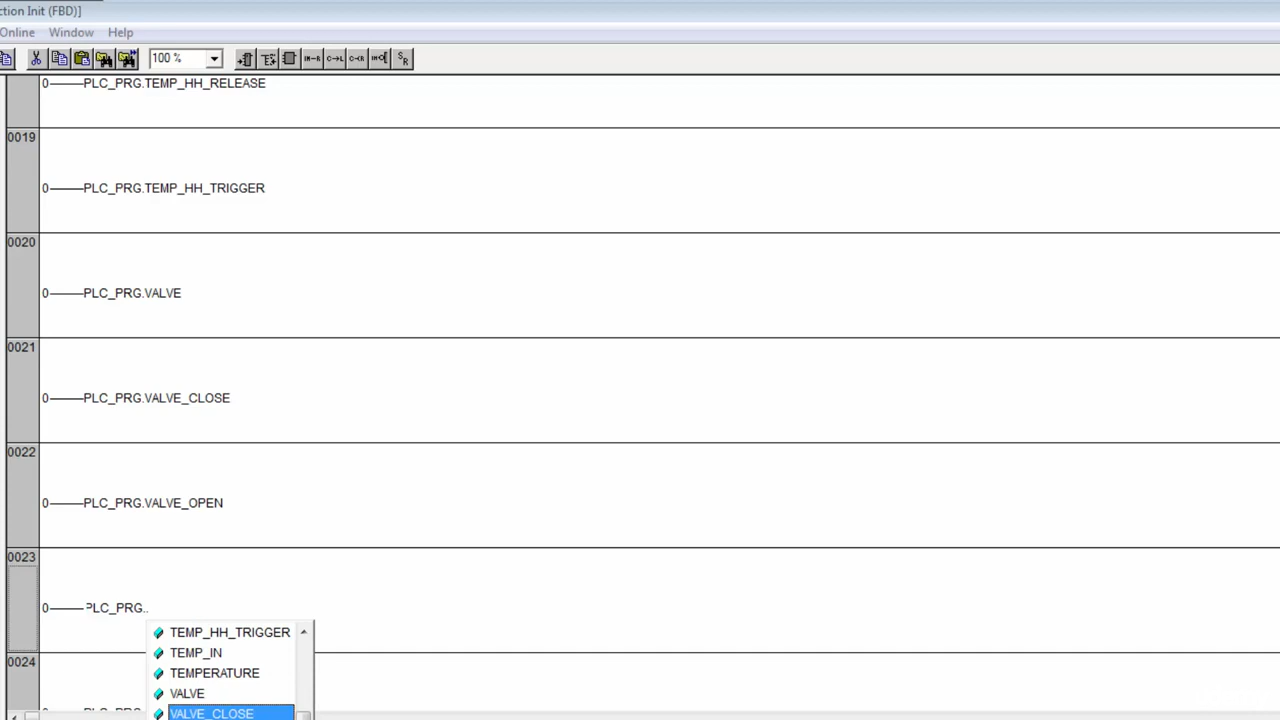 ction Init (FBD)]
Online Window Help
100 %
0 PLC_PRG.TEMP_HH_RELEASE
0019
0 PLC_PRG.TEMP_HH_TRIGGER
0020
0 PLC_PRG.VALVE
0021
0 PLC_PRG.VALVE_CLOSE
0022
0 PLC_PRG.VALVE_OPEN
0023
0 PLC_PRG..
TEMP_HH_TRIGGER
TEMP_IN
0024
TEMPERATURE
VALVE
VALVE_CLOSE